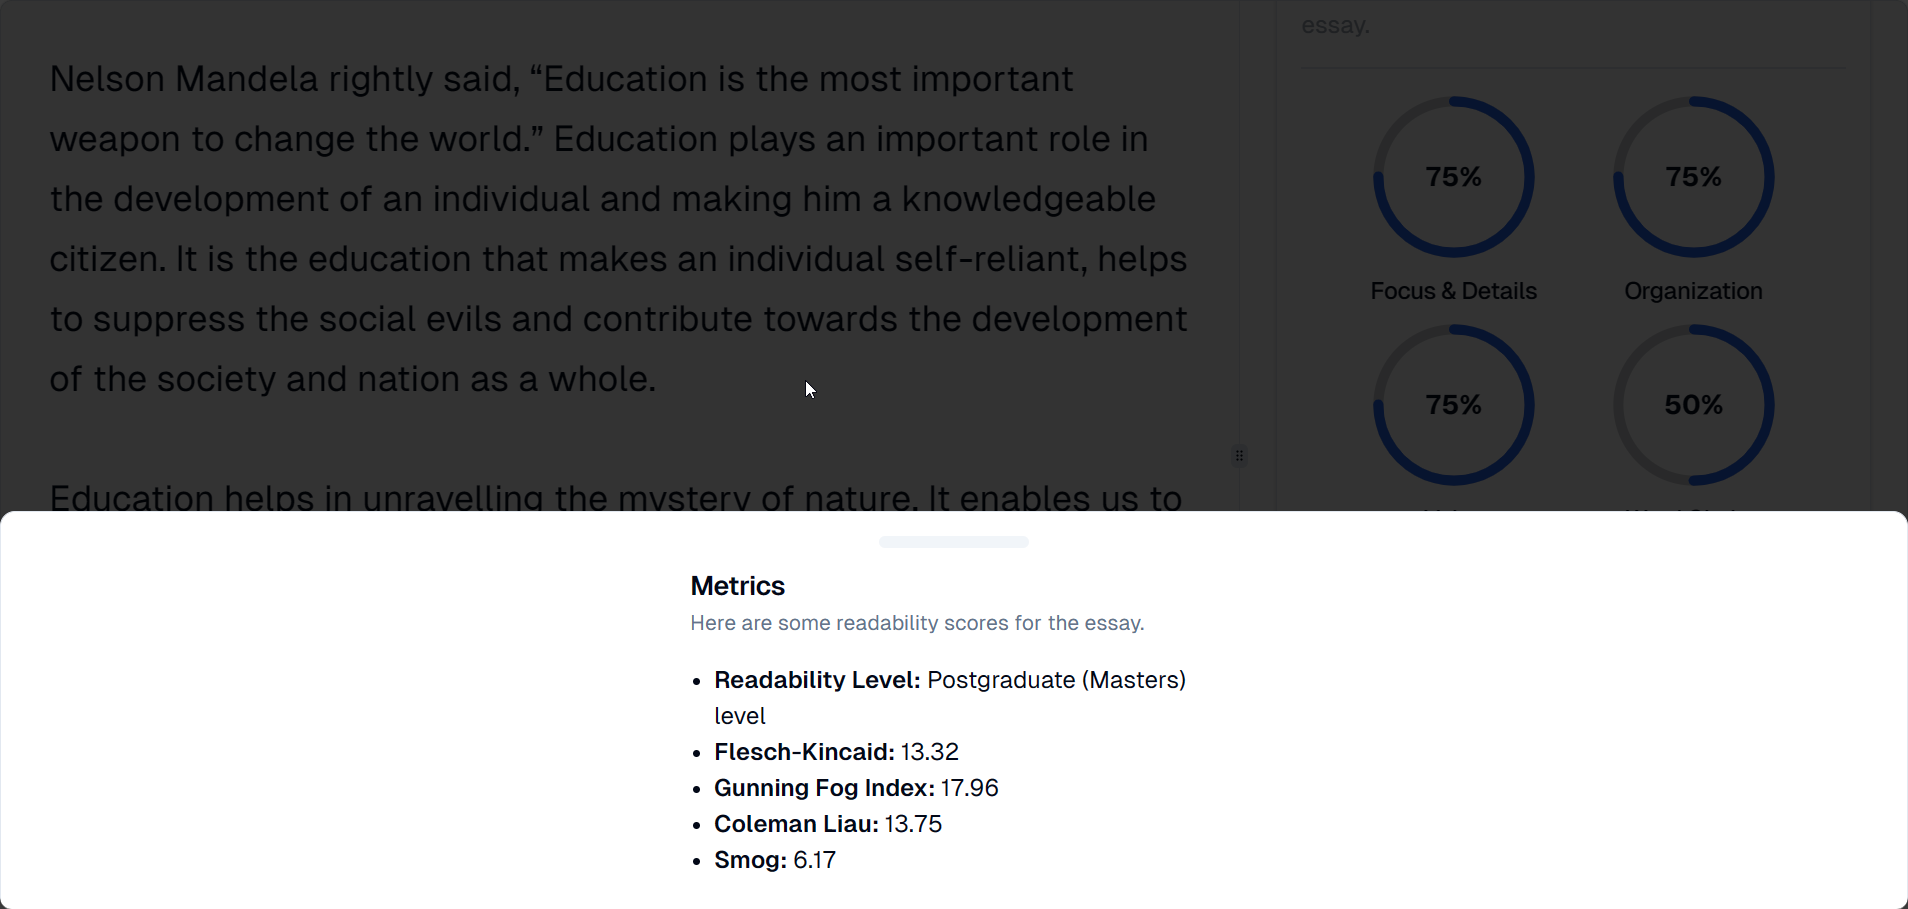 essay.
Nelson Mandela rightly said, “Education is the most important
weapon to change the world.” Education plays an important role in
the development of an individual and making him a knowledgeable
citizen. It is the education that makes an individual self-reliant, helps
to suppress the social evils and contribute towards the development
of the society and nation as a whole.
Education helps in unravelling the mystery of nature. It enables us to
75%
75%
Focus & Details
Organization
75%
50%
Metrics
Here are some readability scores for the essay.
• Readability Level: Postgraduate (Masters)
level
• Flesch-Kincaid: 13.32
• Gunning Fog Index: 17.96
• Coleman Liau: 13.75
• Smog: 6.17